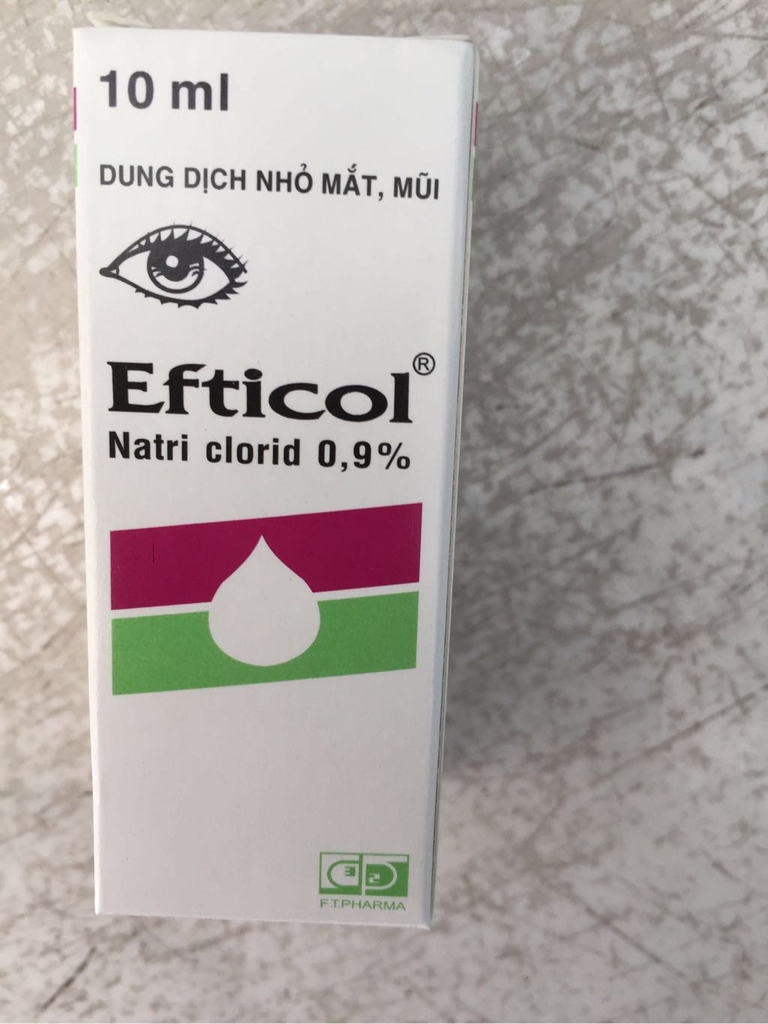 10 ml
DUNG DỊCH NHỎ MẮT, MŨI
Efticol®
Natri clorid 0,9%
F.T.PHARMA